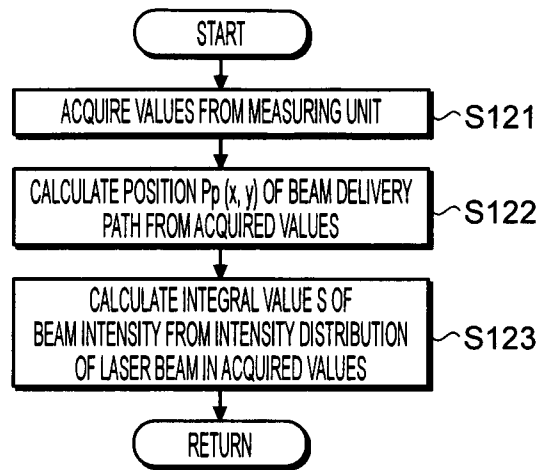 START
ACQUIRE VALUES FROM MEASURING UNIT
S121
CALCULATE POSITION Pp (x, y) OF BEAM DELIVERY
PATH FROM ACQUIRED VALUES
S122
CALCULATE INTEGRAL VALUE S OF
BEAM INTENSITY FROM INTENSITY DISTRIBUTION
OF LASER BEAM IN ACQUIRED VALUES
S123
RETURN